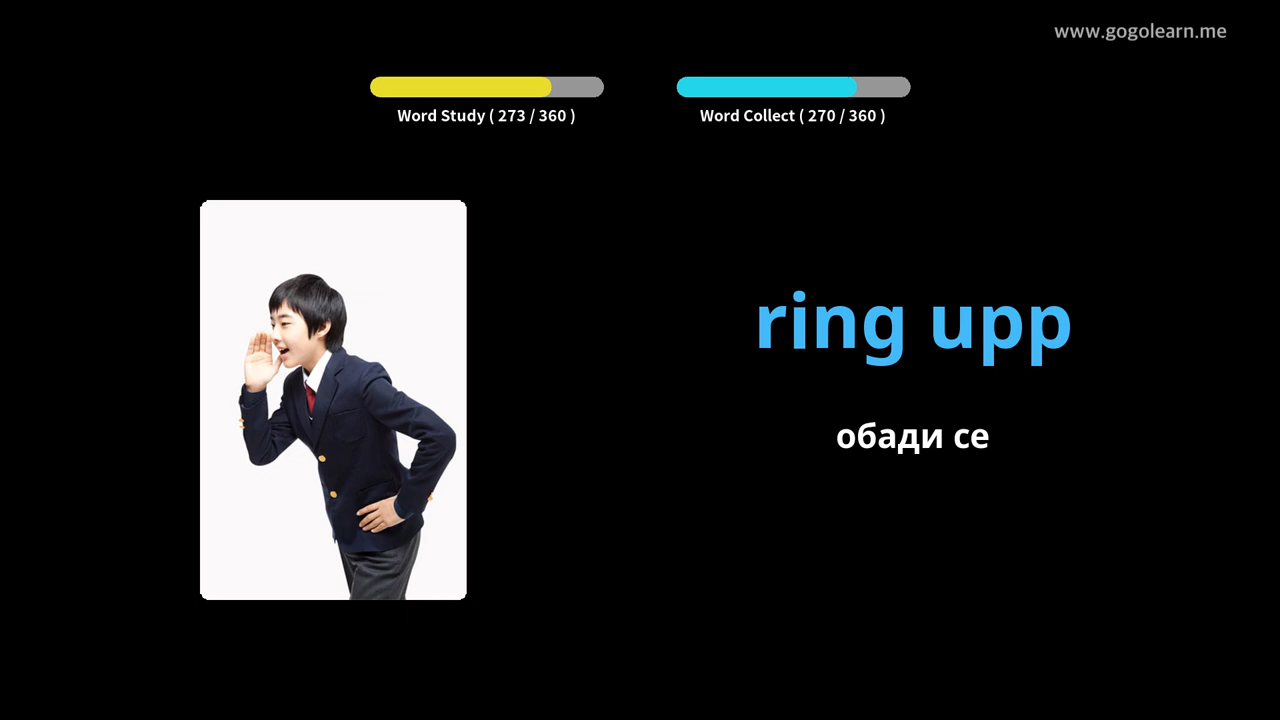 www.gogolearn.me
Word Study ( 273 / 360 )
Word Collect ( 270 / 360 )
ring upp
обади се